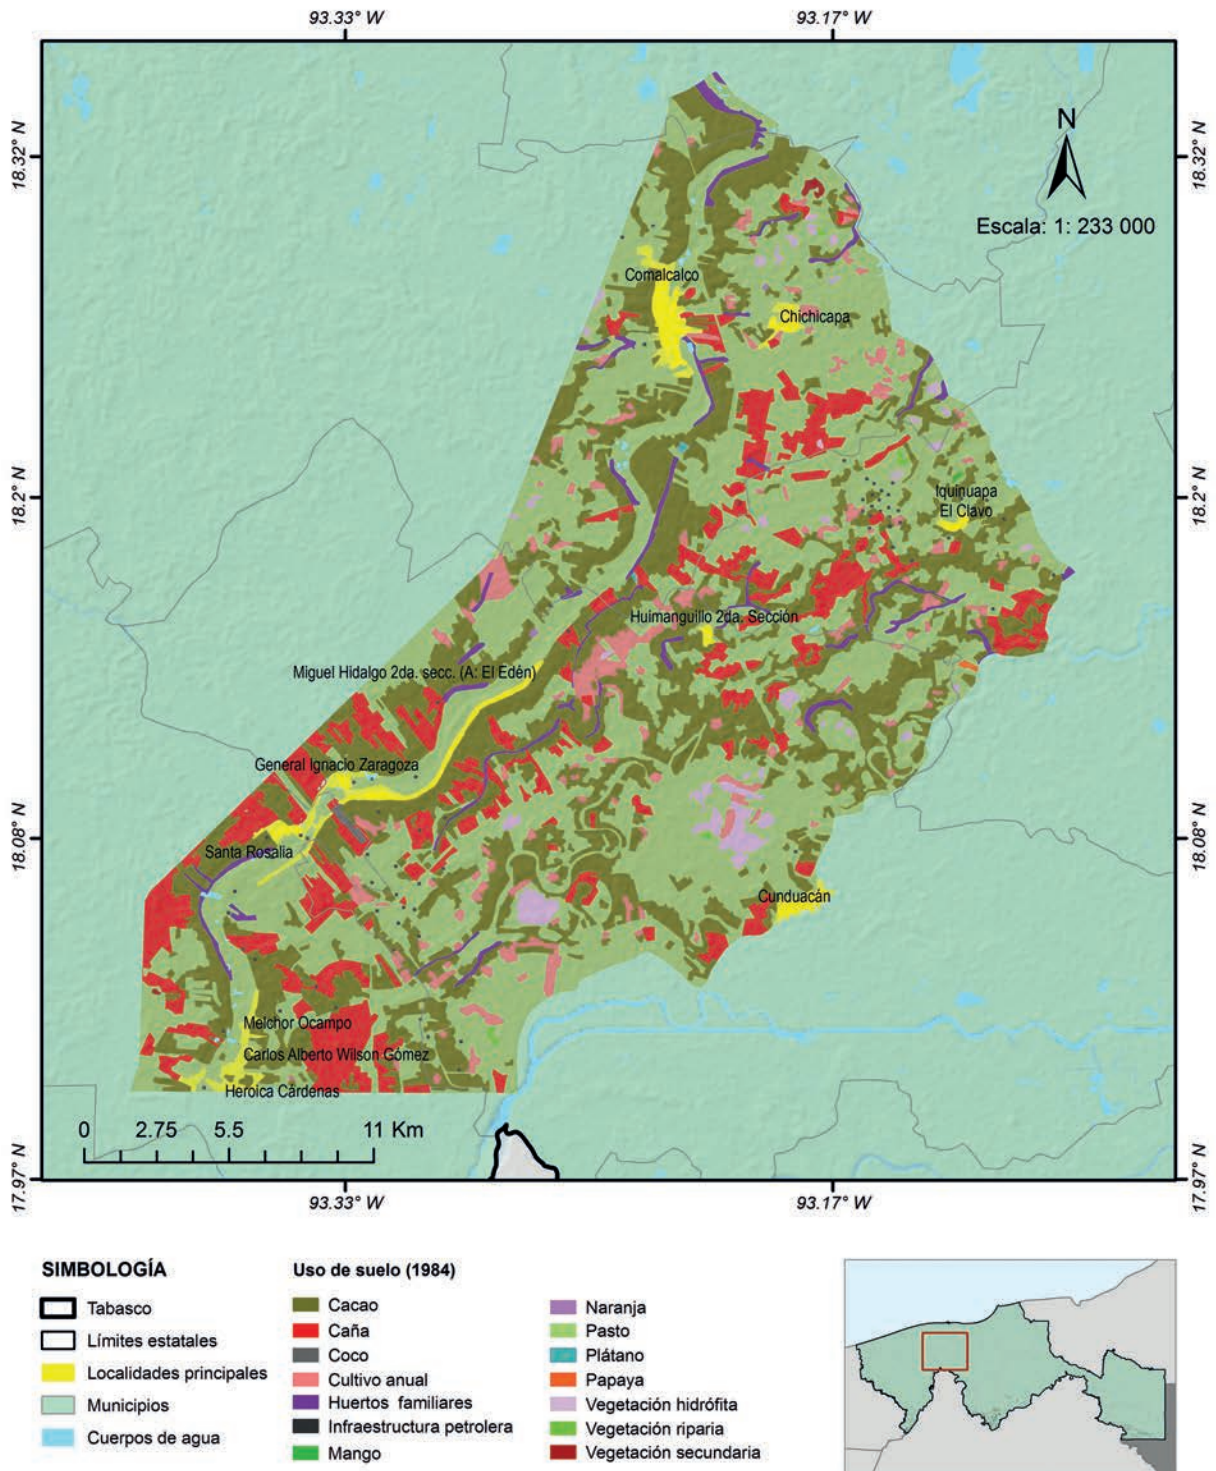 93.33° W
93.17° W
18.32° N
18.32° N
N
Escala: 1: 233 000
Comalcalco
Chichicapa
18.2° N
18.2° N
Iquinuapa
El Clavo
Huimanguillo 2da. Sección
Miguel Hidalgo 2da. secc. (A: El Edén)
General Ignacio Zaragoza
18.08° N
18.08° N
Santa Rosalia
Cunduacán
Melchor Ocampo
Carlos Alberto Wilson Gómez
Heroica Cárdenas
0 2.75 5.5 11 Km
17.97° N
17.97° N
93.33° W
93.17° W
SIMBOLOGÍA
Tabasco
Límites estatales
Localidades principales
Municipios
Cuerpos de agua
Uso de suelo (1984)
Cacao
Caña
Coco
Cultivo anual
Huertos familiares
Infraestructura petrolera
Mango
Naranja
Pasto
Plátano
Papaya
Vegetación hidrófita
Vegetación riparia
Vegetación secundaria